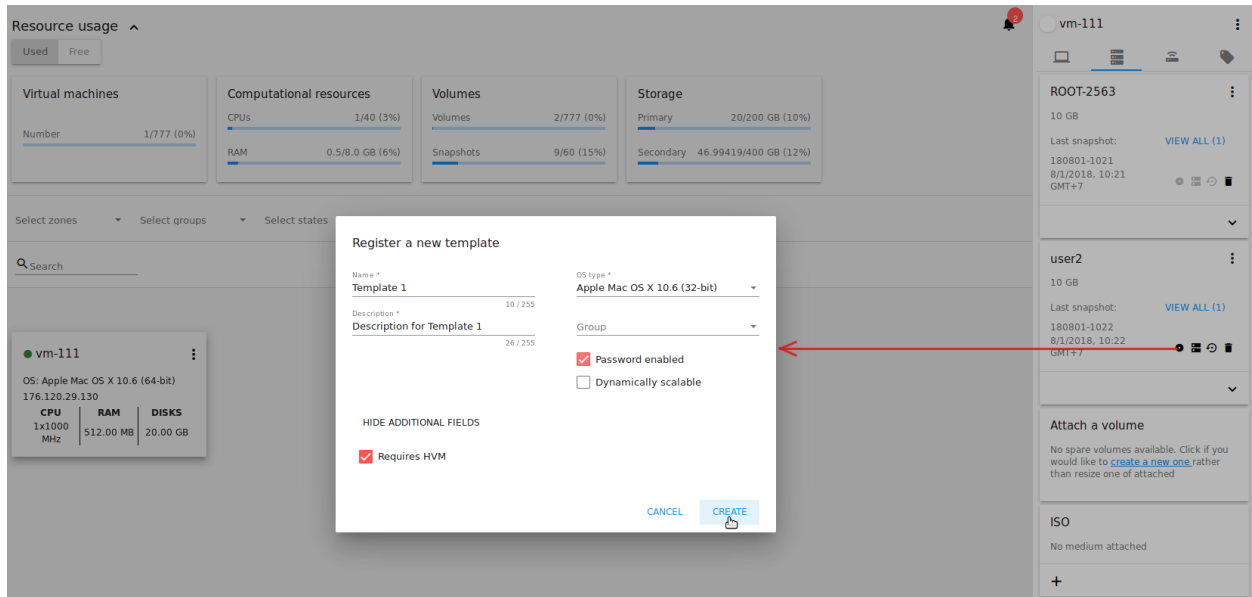 Resource usage
2
Used
Free
Virtual machines
Number 1/777 (0%)
Computational resources
CPUs 1/40 (3%)
RAM 0.5/8.0 GB (6%)
Volumes
Volumes 2/777 (0%)
Snapshots 9/60 (15%)
Storage
Primary 20/200 GB (10%)
Secondary 46.99419/400 GB (12%)
Select zones
Select groups
Select states
Search
vm-111
OS: Apple Mac OS X 10.6 (64-bit)
176.120.29.130
CPU RAM DISKS
1x1000
MHz
512.00 MB
20.00 GB
Register a new template
Name *
Template 1
10 / 255
Description *
Description for Template 1
26 / 255
OS type *
Apple Mac OS X 10.6 (32-bit)
Group
Password enabled
Dynamically scalable
HIDE ADDITIONAL FIELDS
Requires HVM
CANCEL
CREATE
vm-111
ROOT-2563
10 GB
Last snapshot: VIEW ALL (1)
180801-1021
8/1/2018, 10:21
GMT+7
user2
10 GB
Last snapshot: VIEW ALL (1)
180801-1022
8/1/2018, 10:22
GMT+7
Attach a volume
No spare volumes available. Click if you
would like to create a new one rather
than resize one of attached
ISO
No medium attached
+